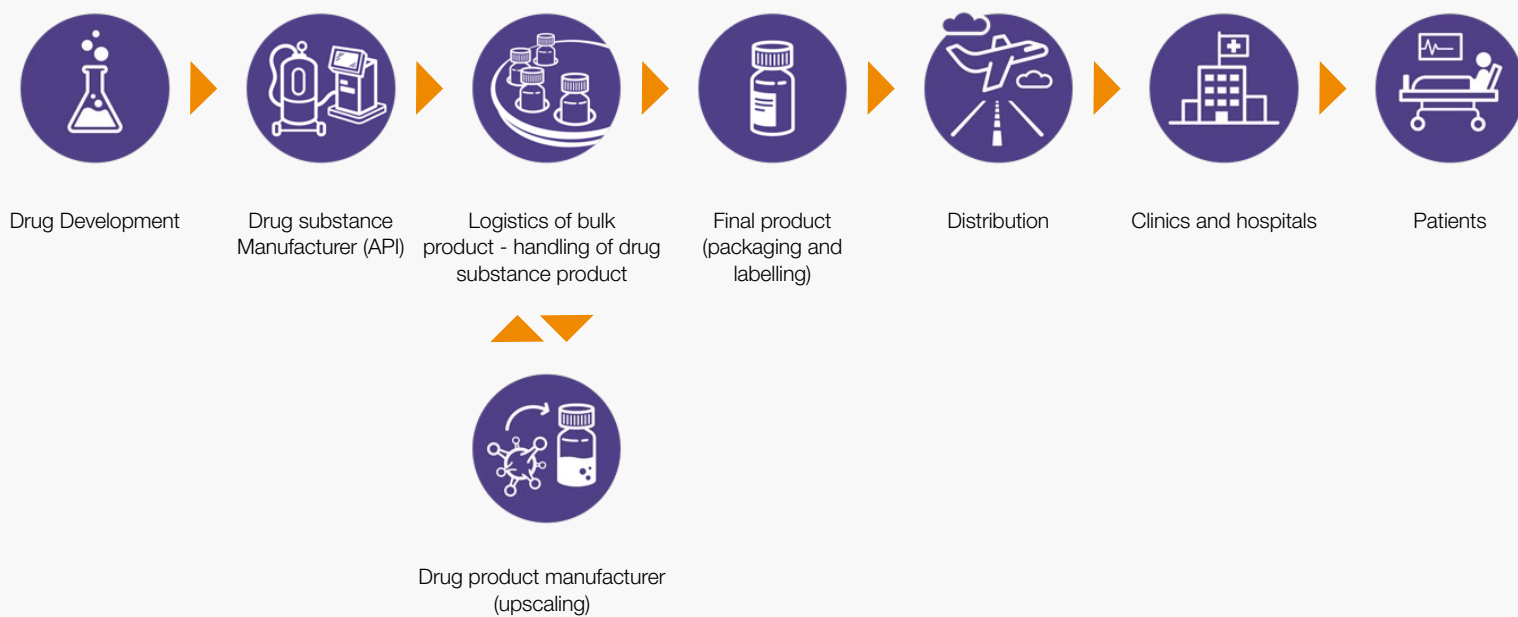 Drug Development
Drug substance
Manufacturer (API)
Logistics of bulk
product - handling of drug
substance product
Final product
(packaging and
labelling)
Distribution
Clinics and hospitals
Patients
Drug product manufacturer
(upscaling)